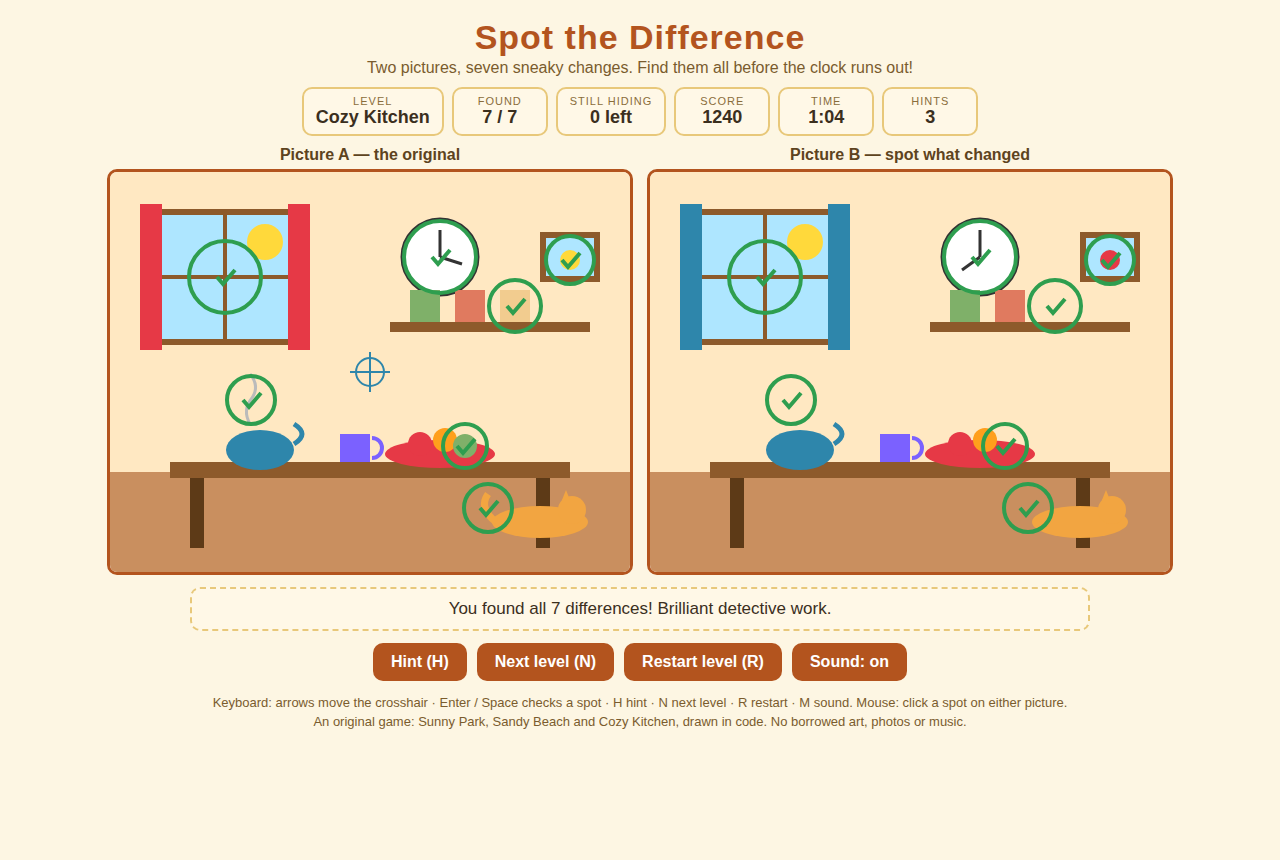 Spot the Difference
Two pictures, seven sneaky changes. Find them all before the clock runs out!
LEVEL
Cozy Kitchen
FOUND
7 / 7
STILL HIDING
0 left
SCORE
1240
TIME
1:04
HINTS
3
Picture A — the original
Picture B — spot what changed
You found all 7 differences! Brilliant detective work.
Hint (H)
Next level (N)
Restart level (R)
Sound: on
Keyboard: arrows move the crosshair · Enter / Space checks a spot · H hint · N next level · R restart · M sound. Mouse: click a spot on either picture.
An original game: Sunny Park, Sandy Beach and Cozy Kitchen, drawn in code. No borrowed art, photos or music.